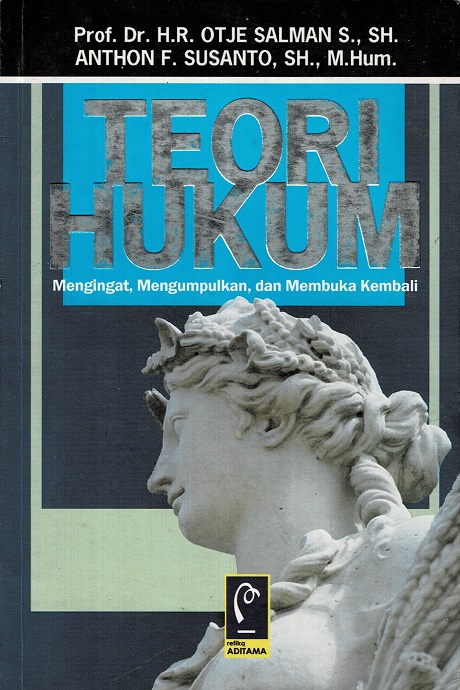 Prof. Dr. H.R. OTJE SALMAN S., SH.
ANTHON F. SUSANTO, SH., M.Hum.
TEORI
HUKUM
Mengingat, Mengumpulkan, dan Membuka Kembali
refika
ADITAMA